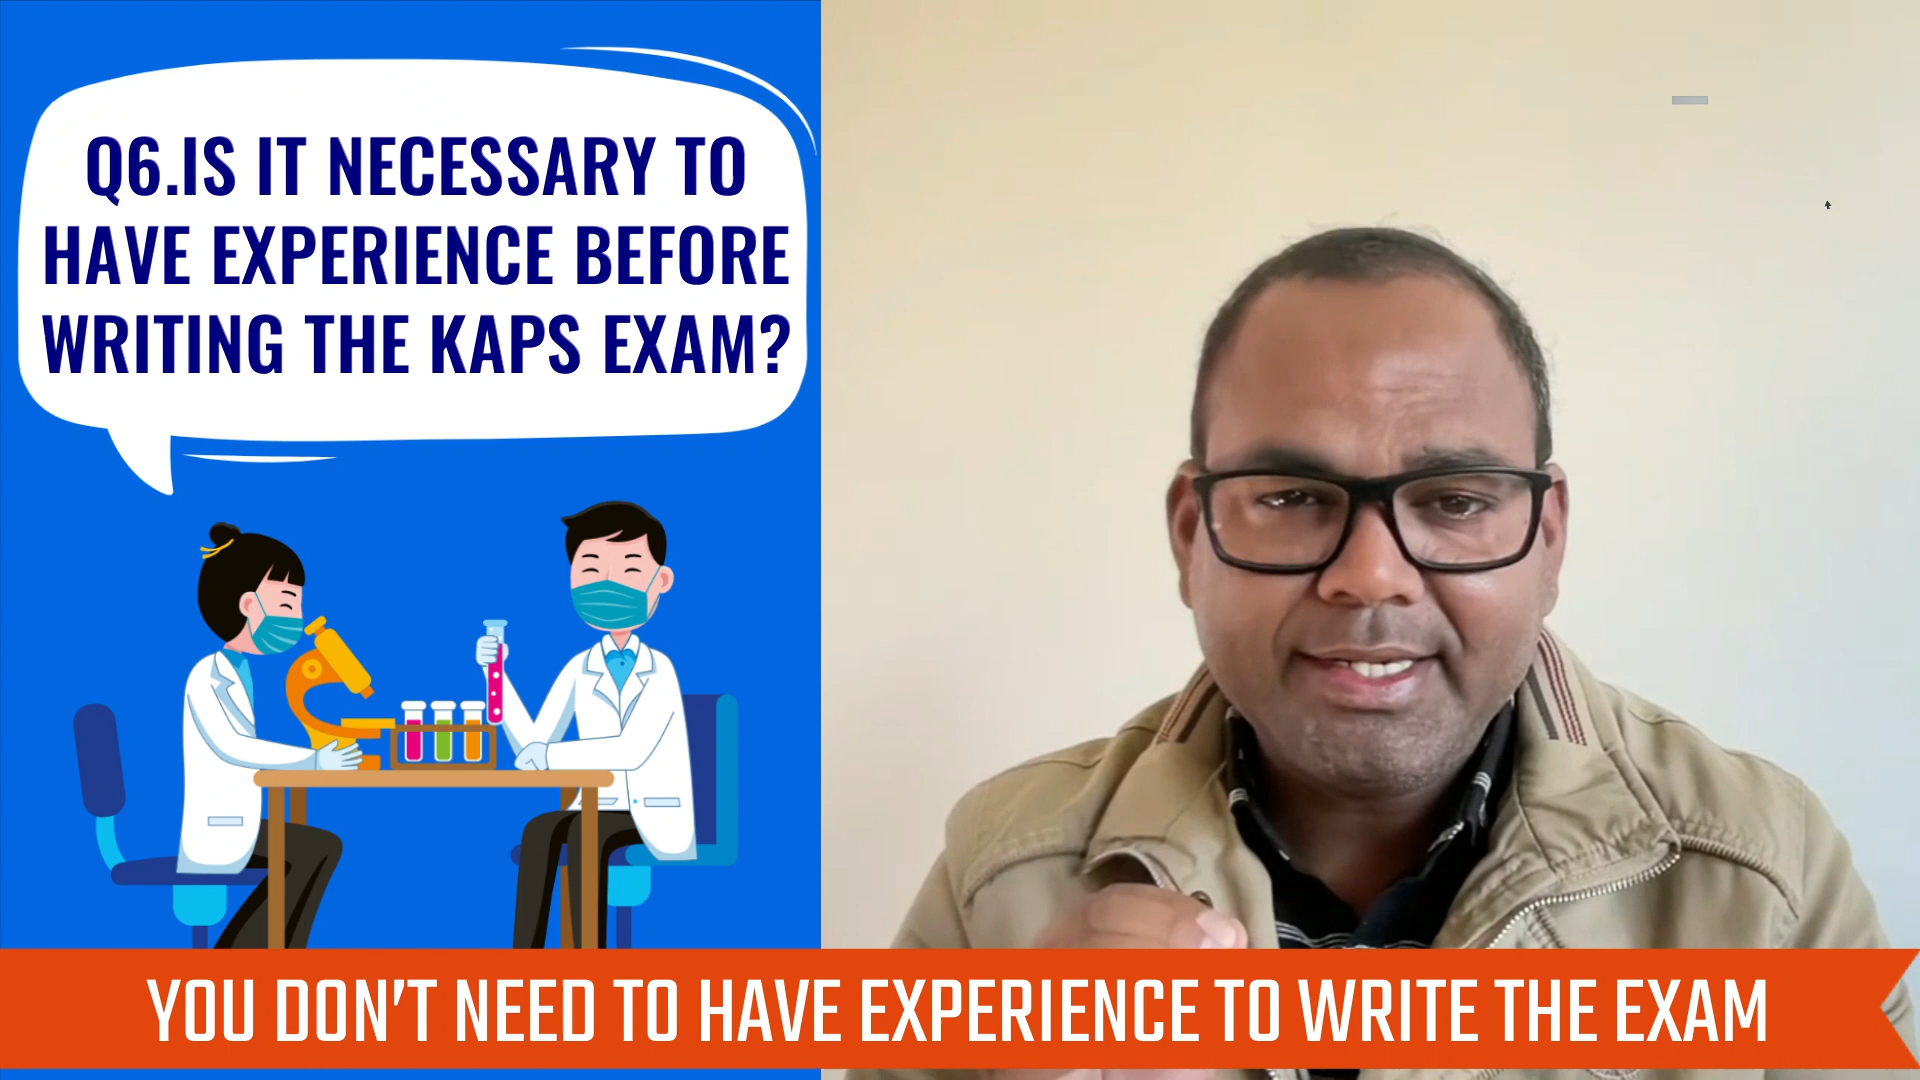 Q6.IS IT NECESSARY TO
HAVE EXPERIENCE BEFORE
WRITING THE KAPS EXAM?
YOU DON'T NEED TO HAVE EXPERIENCE TO WRITE THE EXAM